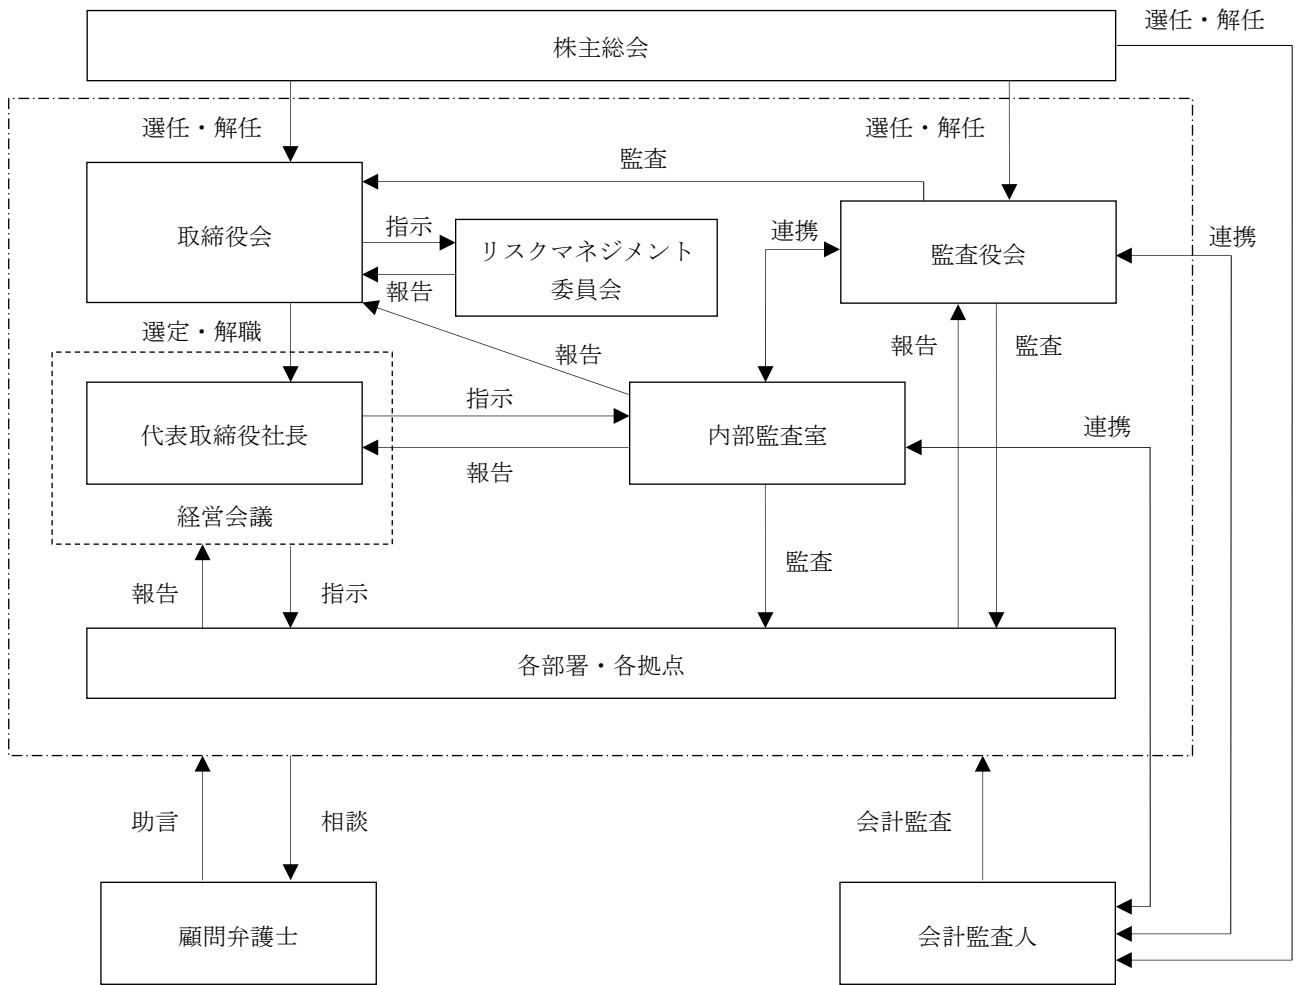 選任・解任
株主総会
選任・解任
選任・解任
監査
取締役会
指示
リスクマネジメント
委員会
報告
連携
監査役会
連携
選定・解職
報告
報告
監査
指示
代表取締役社長
内部監査室
連携
報告
経営会議
監査
報告
指示
各部署・各拠点
助言
相談
会計監査
顧問弁護士
会計監査人